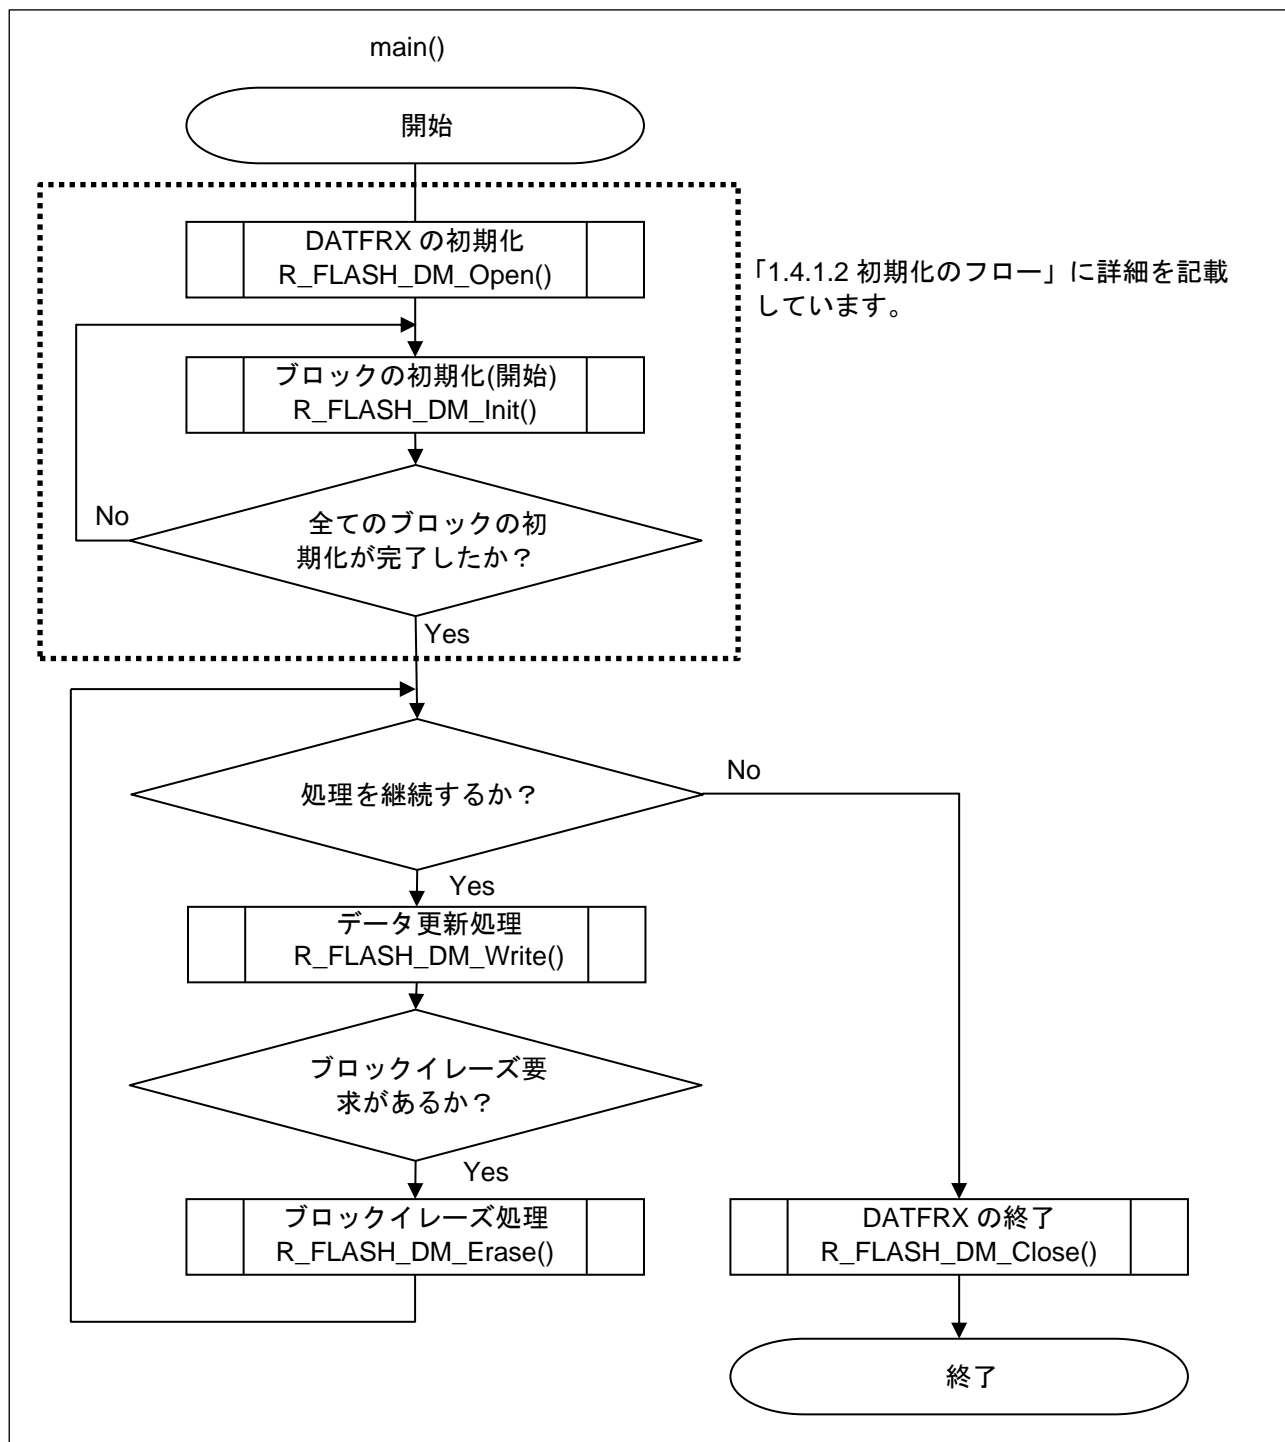 main()
開始
DATFRX の初期化
R_FLASH_DM_Open()
「1.4.1.2 初期化のフロー」に詳細を記載
しています。
ブロックの初期化(開始)
R_FLASH_DM_Init()
全てのブロックの初
期化が完了したか？
No
Yes
処理を継続するか？
No
Yes
データ更新処理
R_FLASH_DM_Write()
ブロックイレーズ要
求があるか？
Yes
ブロックイレーズ処理
R_FLASH_DM_Erase()
DATFRX の終了
R_FLASH_DM_Close()
終了